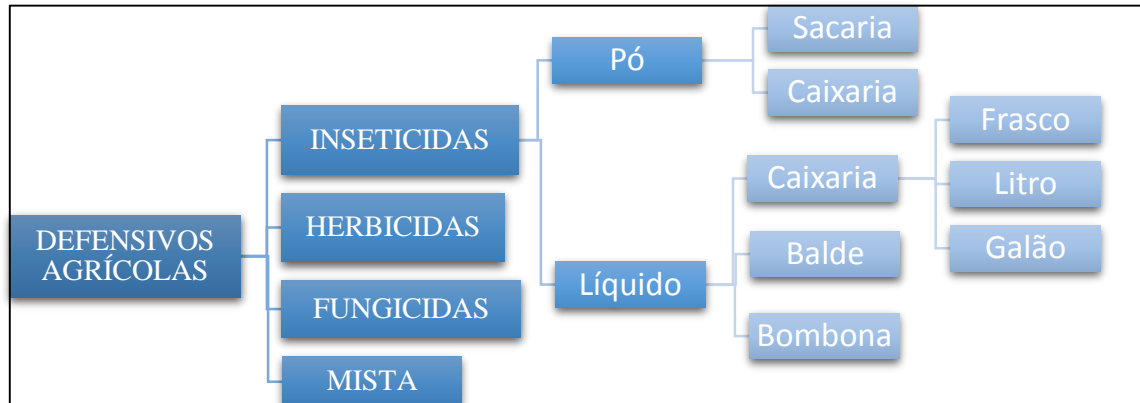 DEFENSIVOS
AGRÍCOLAS
INSETICIDAS
HERBICIDAS
FUNGICIDAS
MISTA
Pó
Líquido
Sacaria
Caixaria
Caixaria
Balde
Bombona
Frasco
Litro
Galão